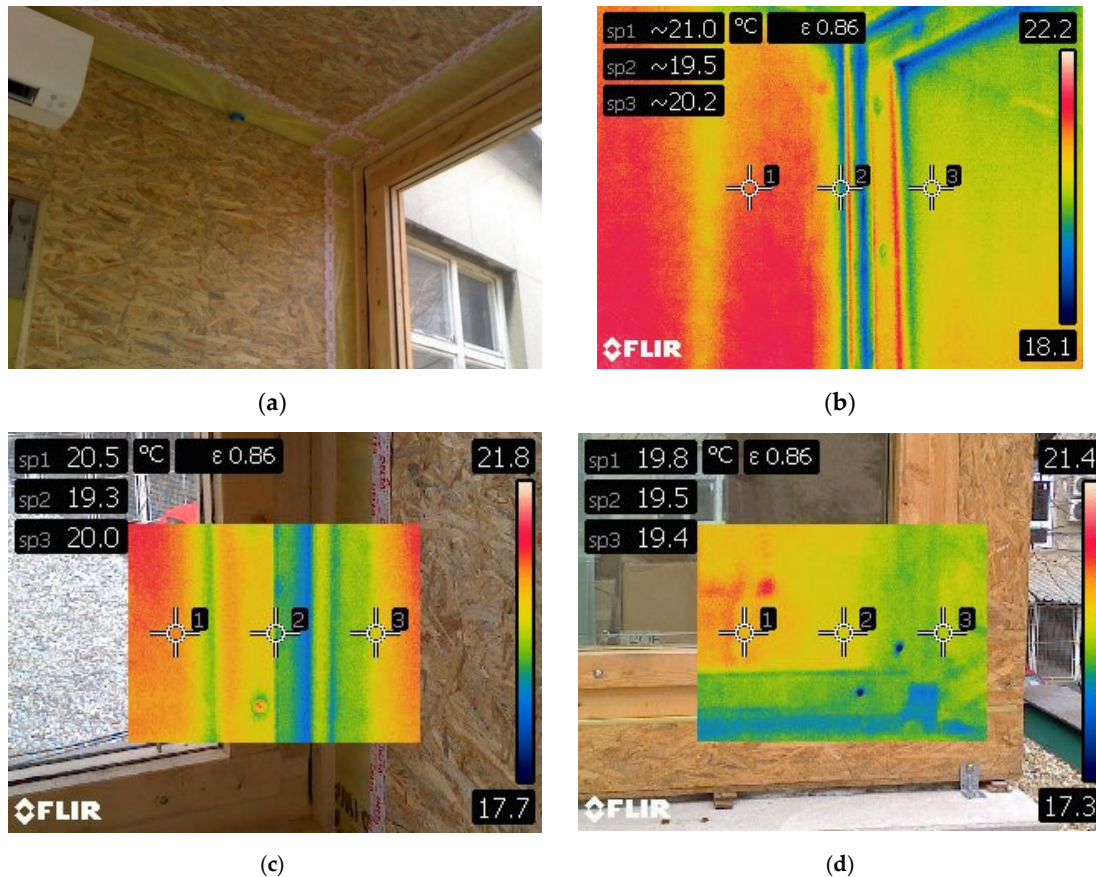 (a)
sp1 ~21.0 °C ε 0.86 22.2
sp2 ~19.5
sp3 ~20.2
1 2 3
FLIR
18.1
(b)
sp1 20.5 °C ε 0.86 21.8
sp2 19.3
sp3 20.0
1 2 3
DELTA
FLIR
17.7
(c)
sp1 19.8 °C ε 0.86 21.4
sp2 19.5
sp3 19.4
1 2 3
FLIR
17.3
(d)